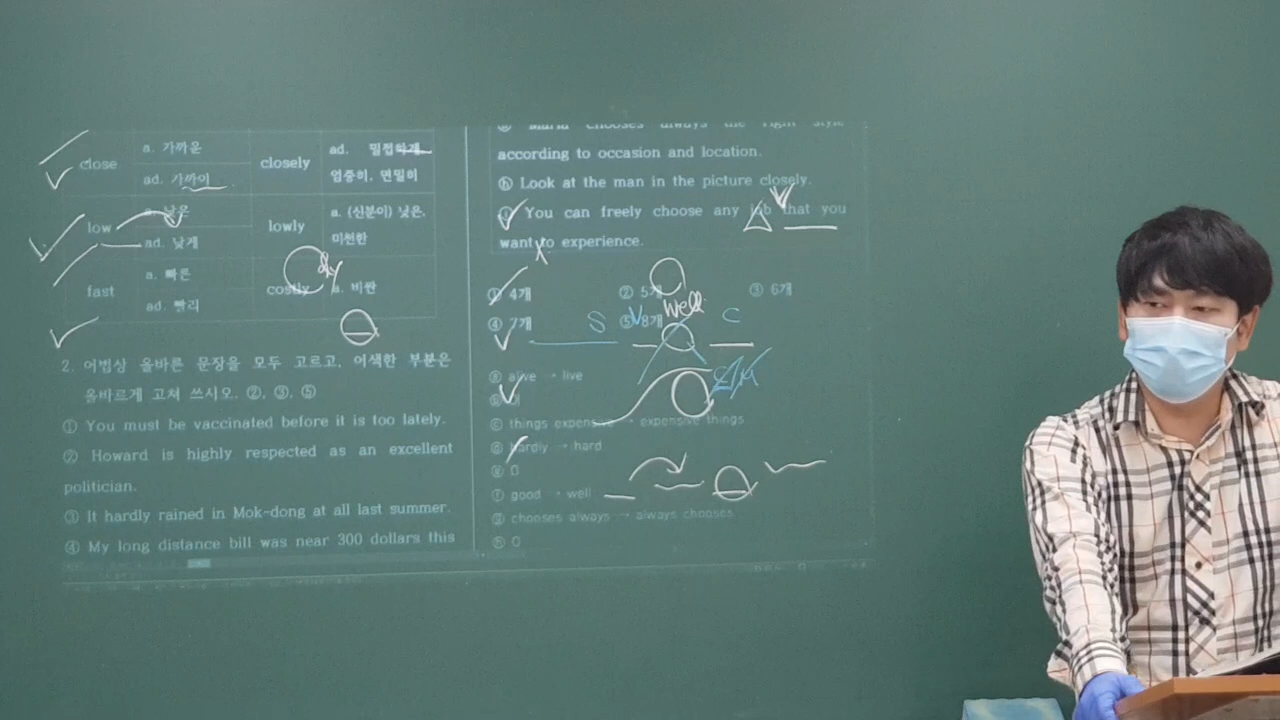 close
a. 가까운
ad. 가까이
closely
ad. 밀접하게,
엄중히, 면밀히
low
a. 낮은
ad. 낮게
lowly
a. (신분이) 낮은,
미천한
fast
a. 빠른
ad. 빨리
costly
a. 비싼
2. 어법상 올바른 문장을 모두 고르고, 어색한 부분은
올바르게 고쳐 쓰시오. ②, ③, ⑤
① You must be vaccinated before it is too lately.
② Howard is highly respected as an excellent
politician.
③ It hardly rained in Mok-dong at all last summer.
④ My long distance bill was near 300 dollars this
chooses always the right style
according to occasion and location.
ⓗ Look at the man in the picture closely.
You can freely choose any job that you
want to experience.
① 4개
② 5개
③ 6개
④ 7개
⑤ 8개
well
S
V
C
ⓐ alive → live
ⓒ things expensive → expensive things
ⓓ hardly → hard
ⓔ O
ⓕ good → well
ⓖ chooses always → always chooses
ⓗ O